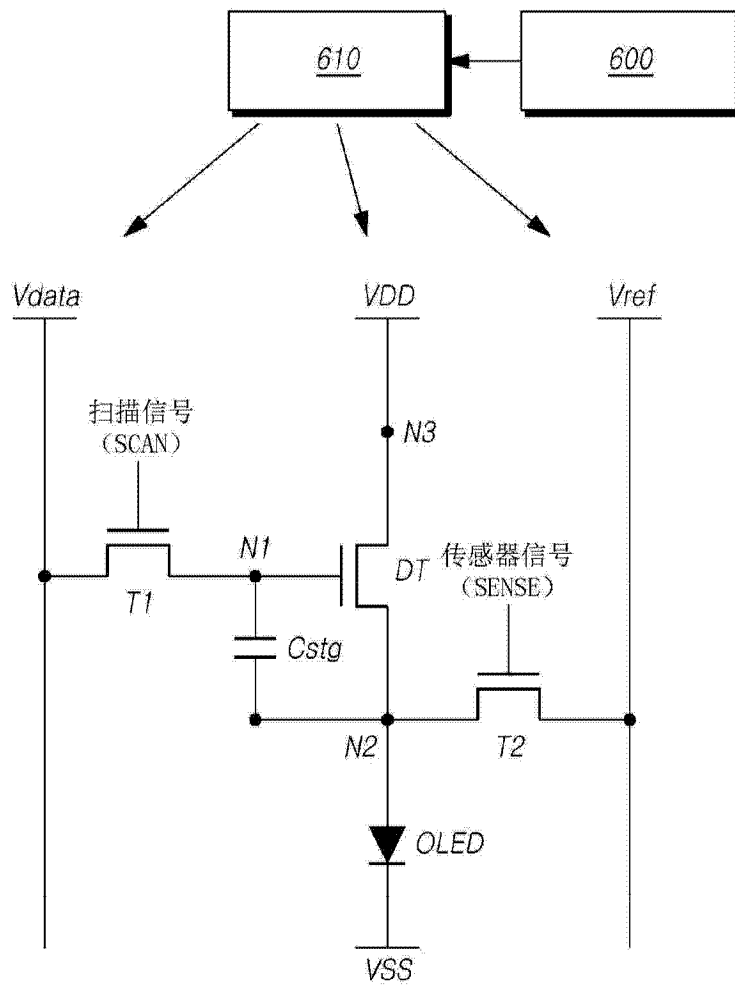 610
600
Vdata
VDD
Vref
扫描信号
(SCAN)
N3
N1
DT
传感器信号
(SENSE)
T1
Cstg
N2
T2
OLED
VSS